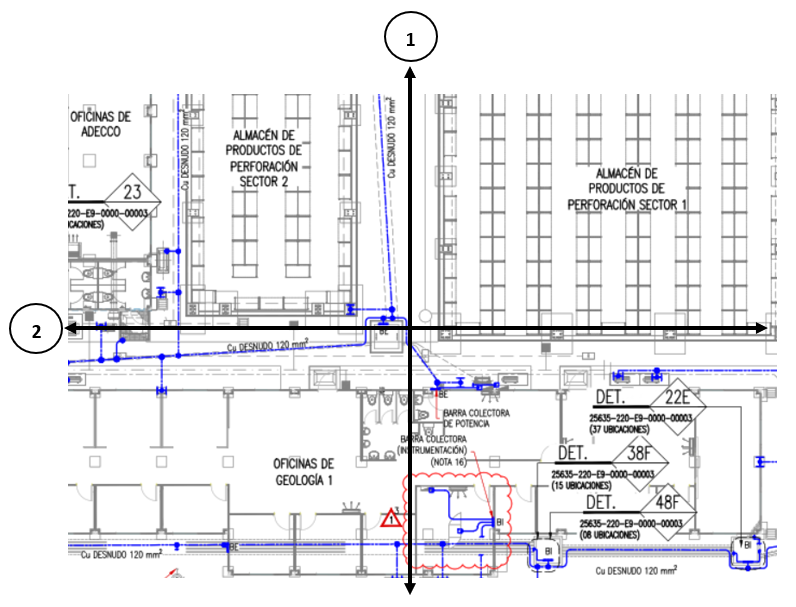 1
OFICINAS DE
ADECCO
Cu DESNUDO 120 mm²
ALMACÉN DE
PRODUCTOS DE
PERFORACIÓN
SECTOR 2
Cu DESNUDO 120 mm²
ALMACÉN DE
PRODUCTOS DE
PERFORACIÓN SECTOR 1
T. 23
-220-E9-0000-00003
ICACIONES)
2
BE
Cu DESNUDO 120 mm²
BE
BARRA COLECTORA
DE POTENCIA
BARRA COLECTORA
(INSTRUMENTACIÓN)
(NOTA 16)
DET. 22E
25635-220-E9-0000-00003
(37 UBICACIONES)
DET. 38F
25635-220-E9-0000-00003
(15 UBICACIONES)
DET. 48F
25635-220-E9-0000-00003
(08 UBICACIONES)
OFICINAS DE
GEOLOGÍA 1
3
1
BI
BE
BI
BI
Cu DESNUDO 120 mm²
Cu DESNUDO 120 mm²